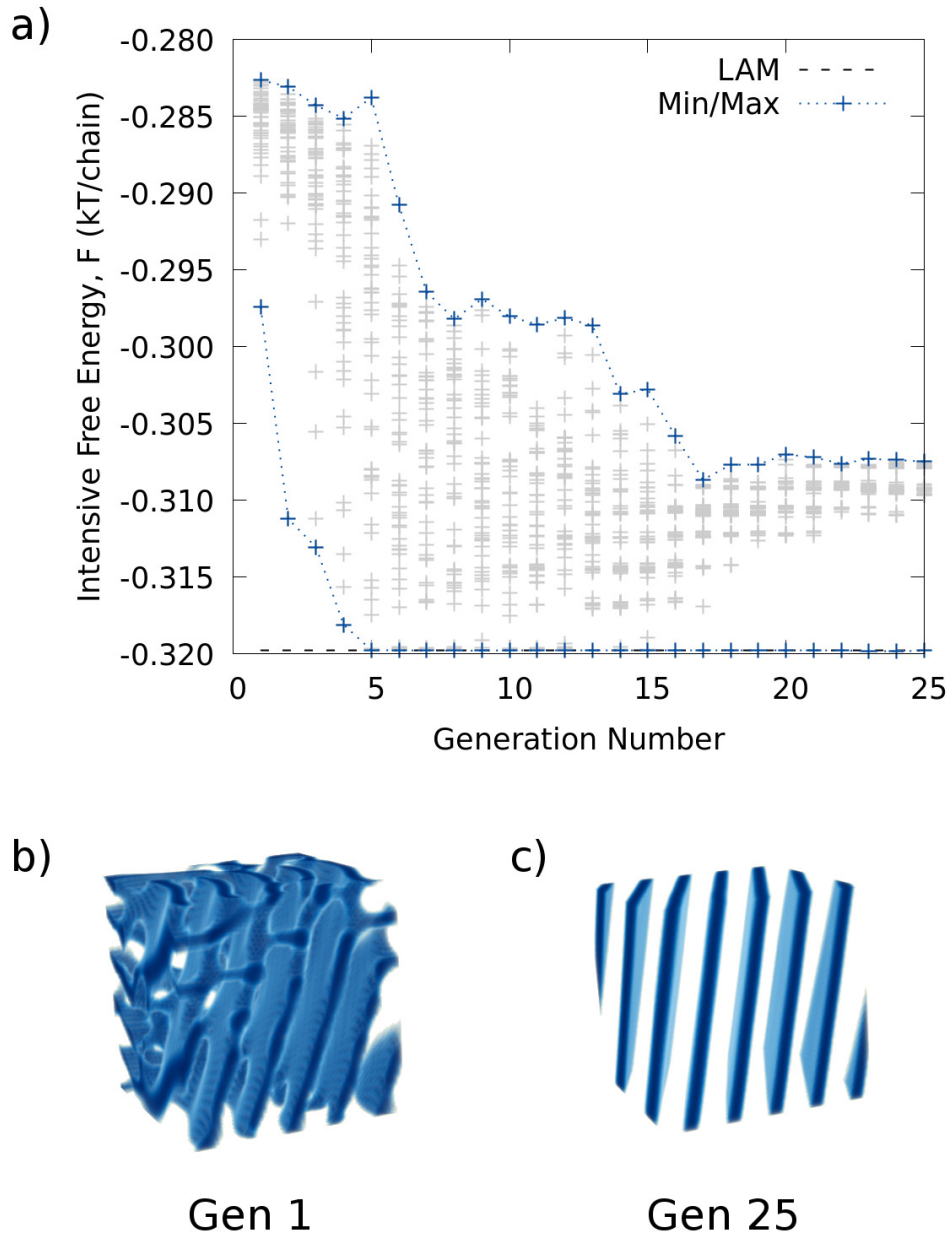 a)
Intensive Free Energy, F (kT/chain)
-0.280
-0.285
-0.290
-0.295
-0.300
-0.305
-0.310
-0.315
-0.320
LAM
Min/Max
0 5 10 15 20 25
Generation Number
b)
c)
Gen 1
Gen 25